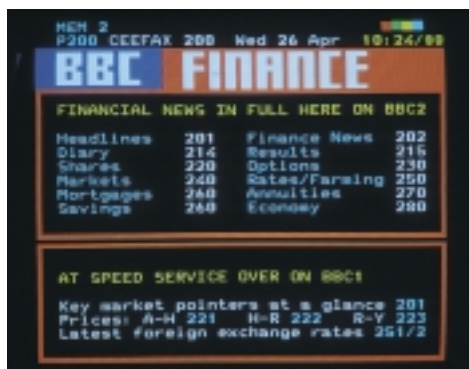 MEM 2
P200 CEEFAX 200 Wed 26 Apr 10:24/00
BBC FINANCE
FINANCIAL NEWS IN FULL HERE ON BBC2
Headlines 201 Finance News 202
Diary 214 Results 215
Shares 220 Options 230
Markets 240 Rates/Farming 250
Mortgages 260 Annuities 270
Savings 260 Economy 280
AT SPEED SERVICE OVER ON BBC1
Key market pointers at a glance 201
Prices: A-H 221 H-R 222 R-Y 223
Latest foreign exchange rates 251/2